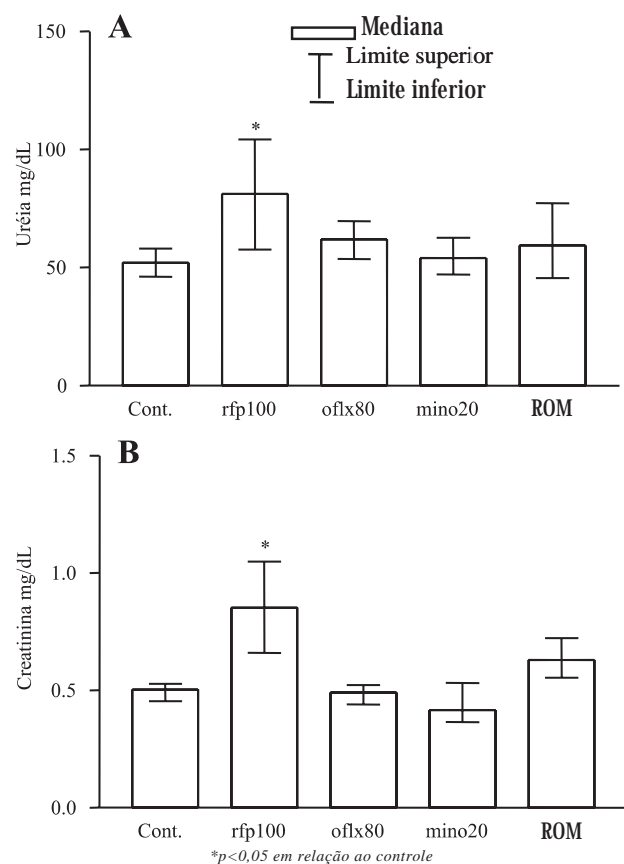 A
Mediana
Limite superior
Limite inferior
Uréia mg/dL
150
100
50
0
*
Cont. rfp100 oflx80 mino20 ROM
B
Creatinina mg/dL
1.5
1.0
0.5
0.0
*
Cont. rfp100 oflx80 mino20 ROM
*p<0,05 em relação ao controle